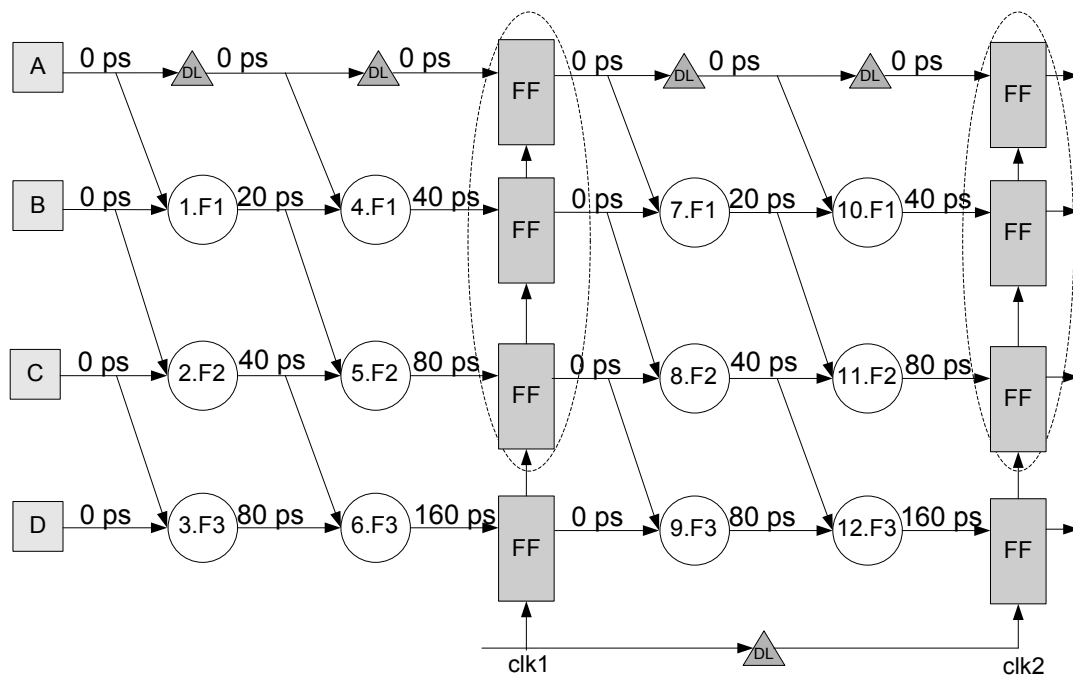 A 0 ps DL 0 ps DL 0 ps FF 0 ps DL 0 ps DL 0 ps FF
B 0 ps 1.F1 20 ps 4.F1 40 ps FF 0 ps 7.F1 20 ps 10.F1 40 ps FF
C 0 ps 2.F2 40 ps 5.F2 80 ps FF 0 ps 8.F2 40 ps 11.F2 80 ps FF
D 0 ps 3.F3 80 ps 6.F3 160 ps FF 0 ps 9.F3 80 ps 12.F3 160 ps FF
clk1 DL clk2